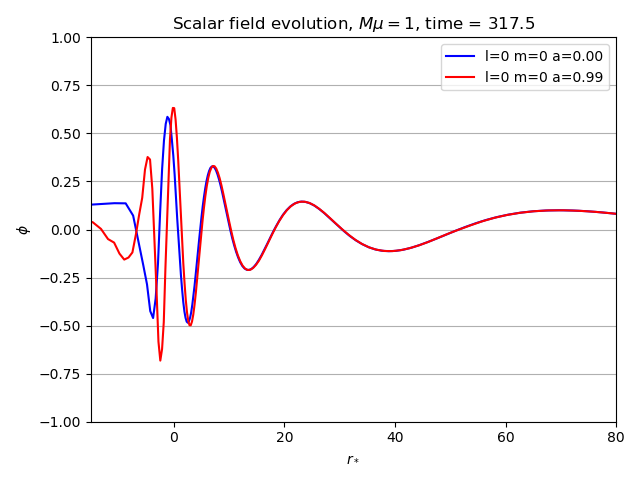 Scalar field evolution, Mμ = 1, time = 317.5
l=0 m=0 a=0.00
l=0 m=0 a=0.99
1.00
0.75
0.50
0.25
0.00
−0.25
−0.50
−0.75
−1.00
ϕ
0 20 40 60 80
r*